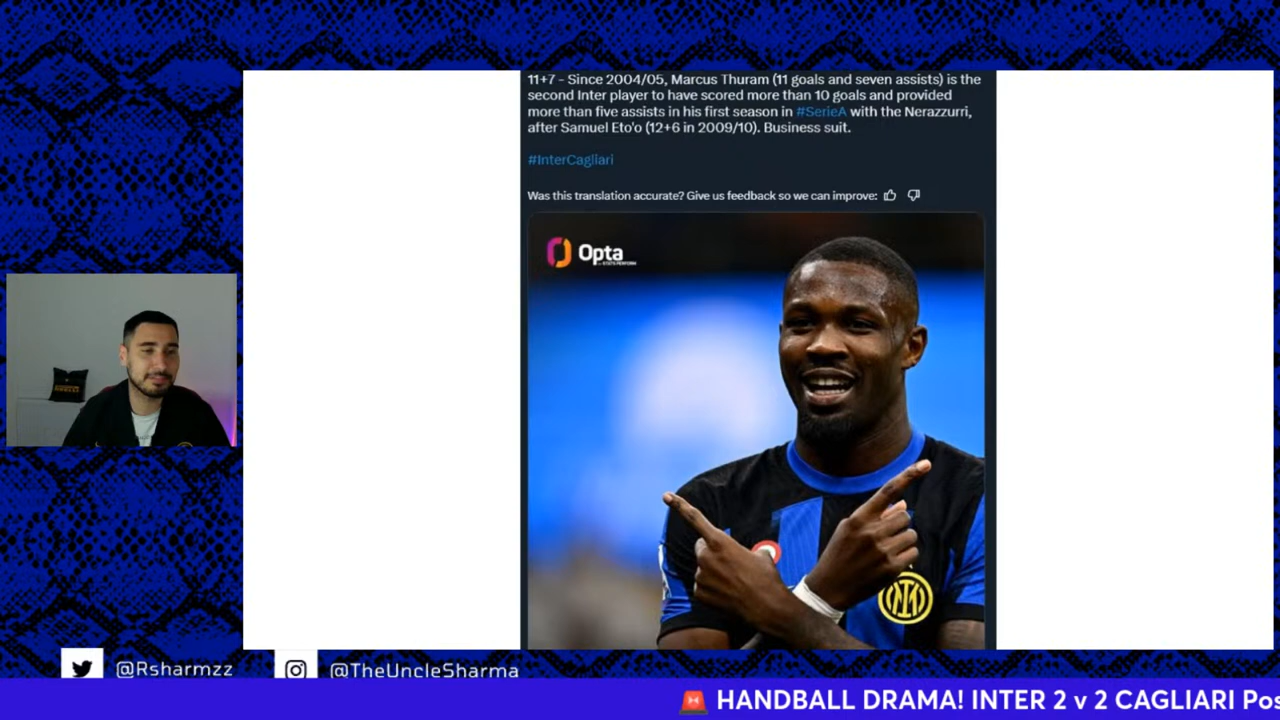 11+7 - Since 2004/05, Marcus Thuram (11 goals and seven assists) is the
second Inter player to have scored more than 10 goals and provided
more than five assists in his first season in #SerieA with the Nerazzurri,
after Samuel Eto'o (12+6 in 2009/10). Business suit.
#InterCagliari
Was this translation accurate? Give us feedback so we can improve:
Opta
@Rsharmzz
@TheUncleSharma
🚨 HANDBALL DRAMA! INTER 2 v 2 CAGLIARI Pos